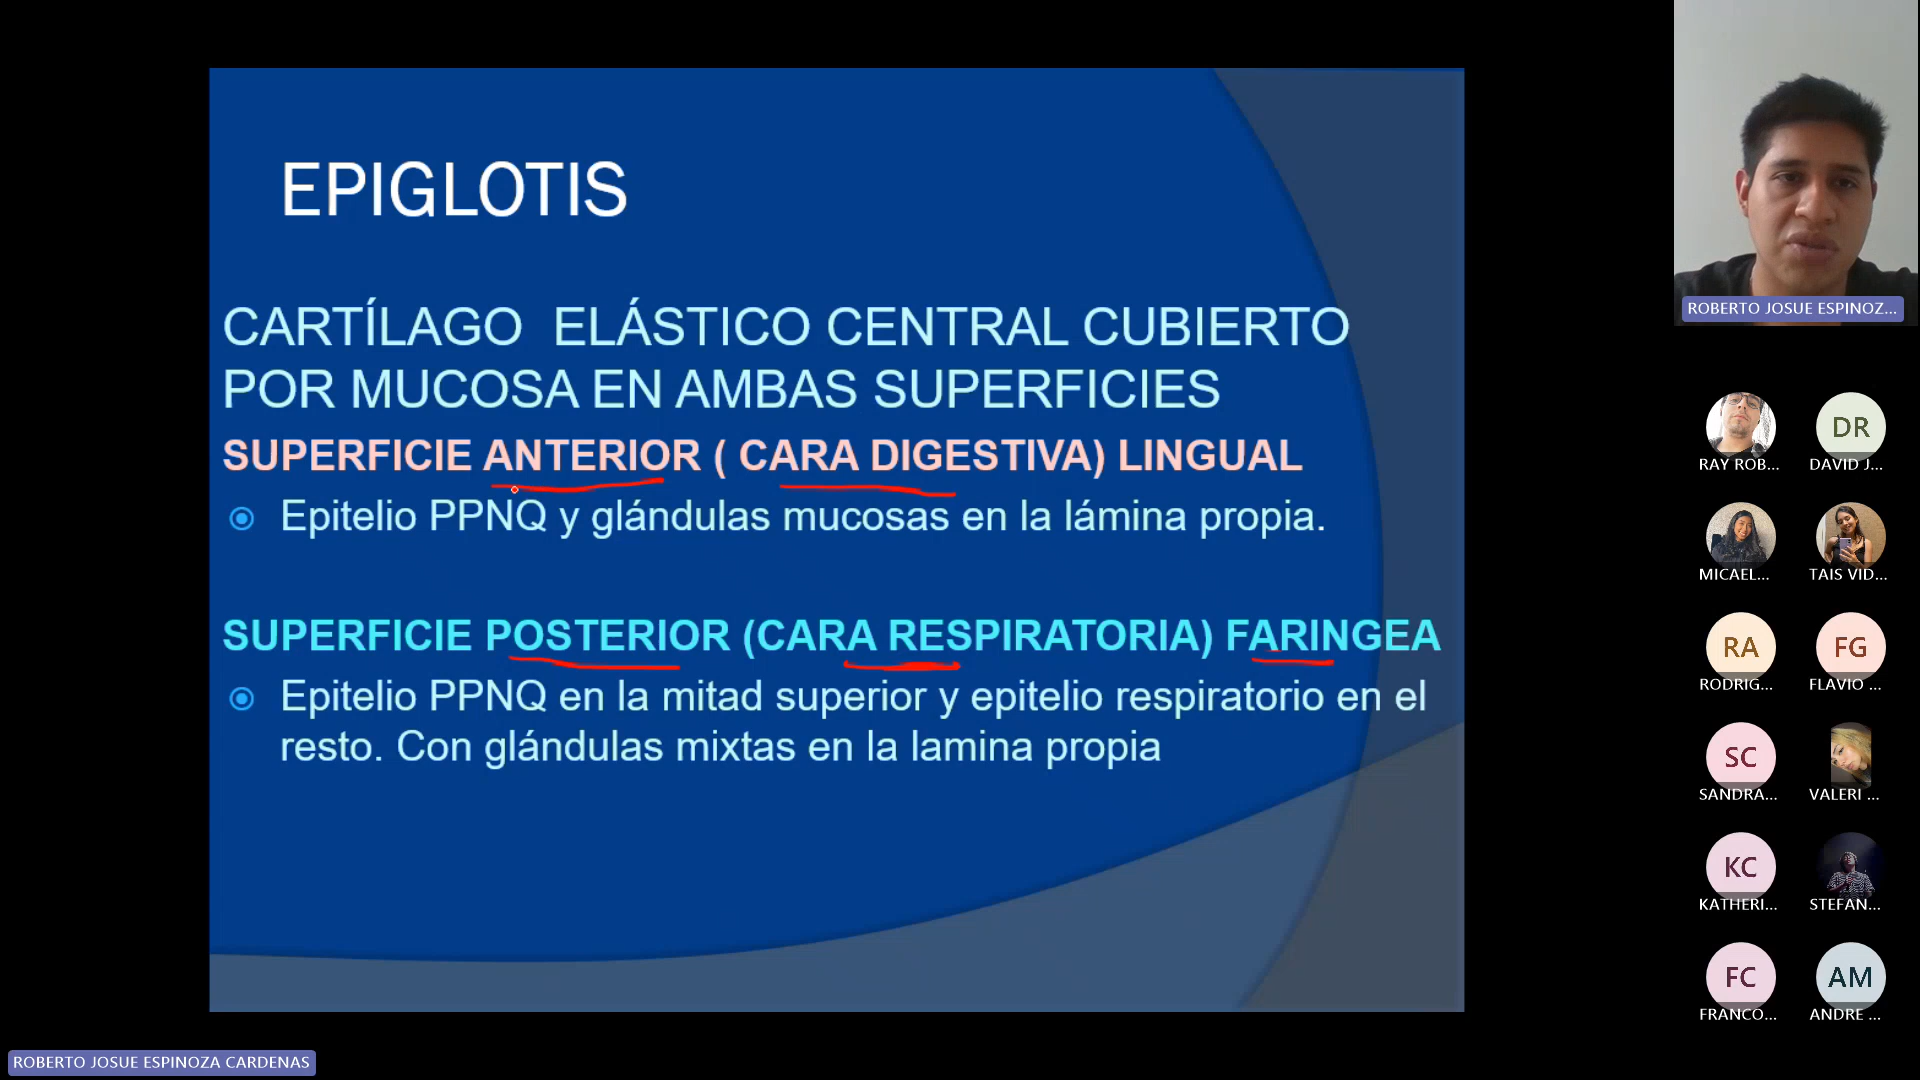 EPIGLOTIS
CARTÍLAGO ELÁSTICO CENTRAL CUBIERTO
POR MUCOSA EN AMBAS SUPERFICIES
SUPERFICIE ANTERIOR ( CARA DIGESTIVA) LINGUAL
Epitelio PPNQ y glándulas mucosas en la lámina propia.
SUPERFICIE POSTERIOR (CARA RESPIRATORIA) FARINGEA
Epitelio PPNQ en la mitad superior y epitelio respiratorio en el
resto. Con glándulas mixtas en la lamina propia
ROBERTO JOSUE ESPINOZA CARDENAS
ROBERTO JOSUE ESPINOZ...
RAY ROB...
DR
DAVID J...
MICAEL...
TAIS VID...
RA
RODRIG...
FG
FLAVIO ...
SC
SANDRA...
VALERI ...
KC
KATHERI...
STEFAN...
FC
FRANCO...
AM
ANDRE ...